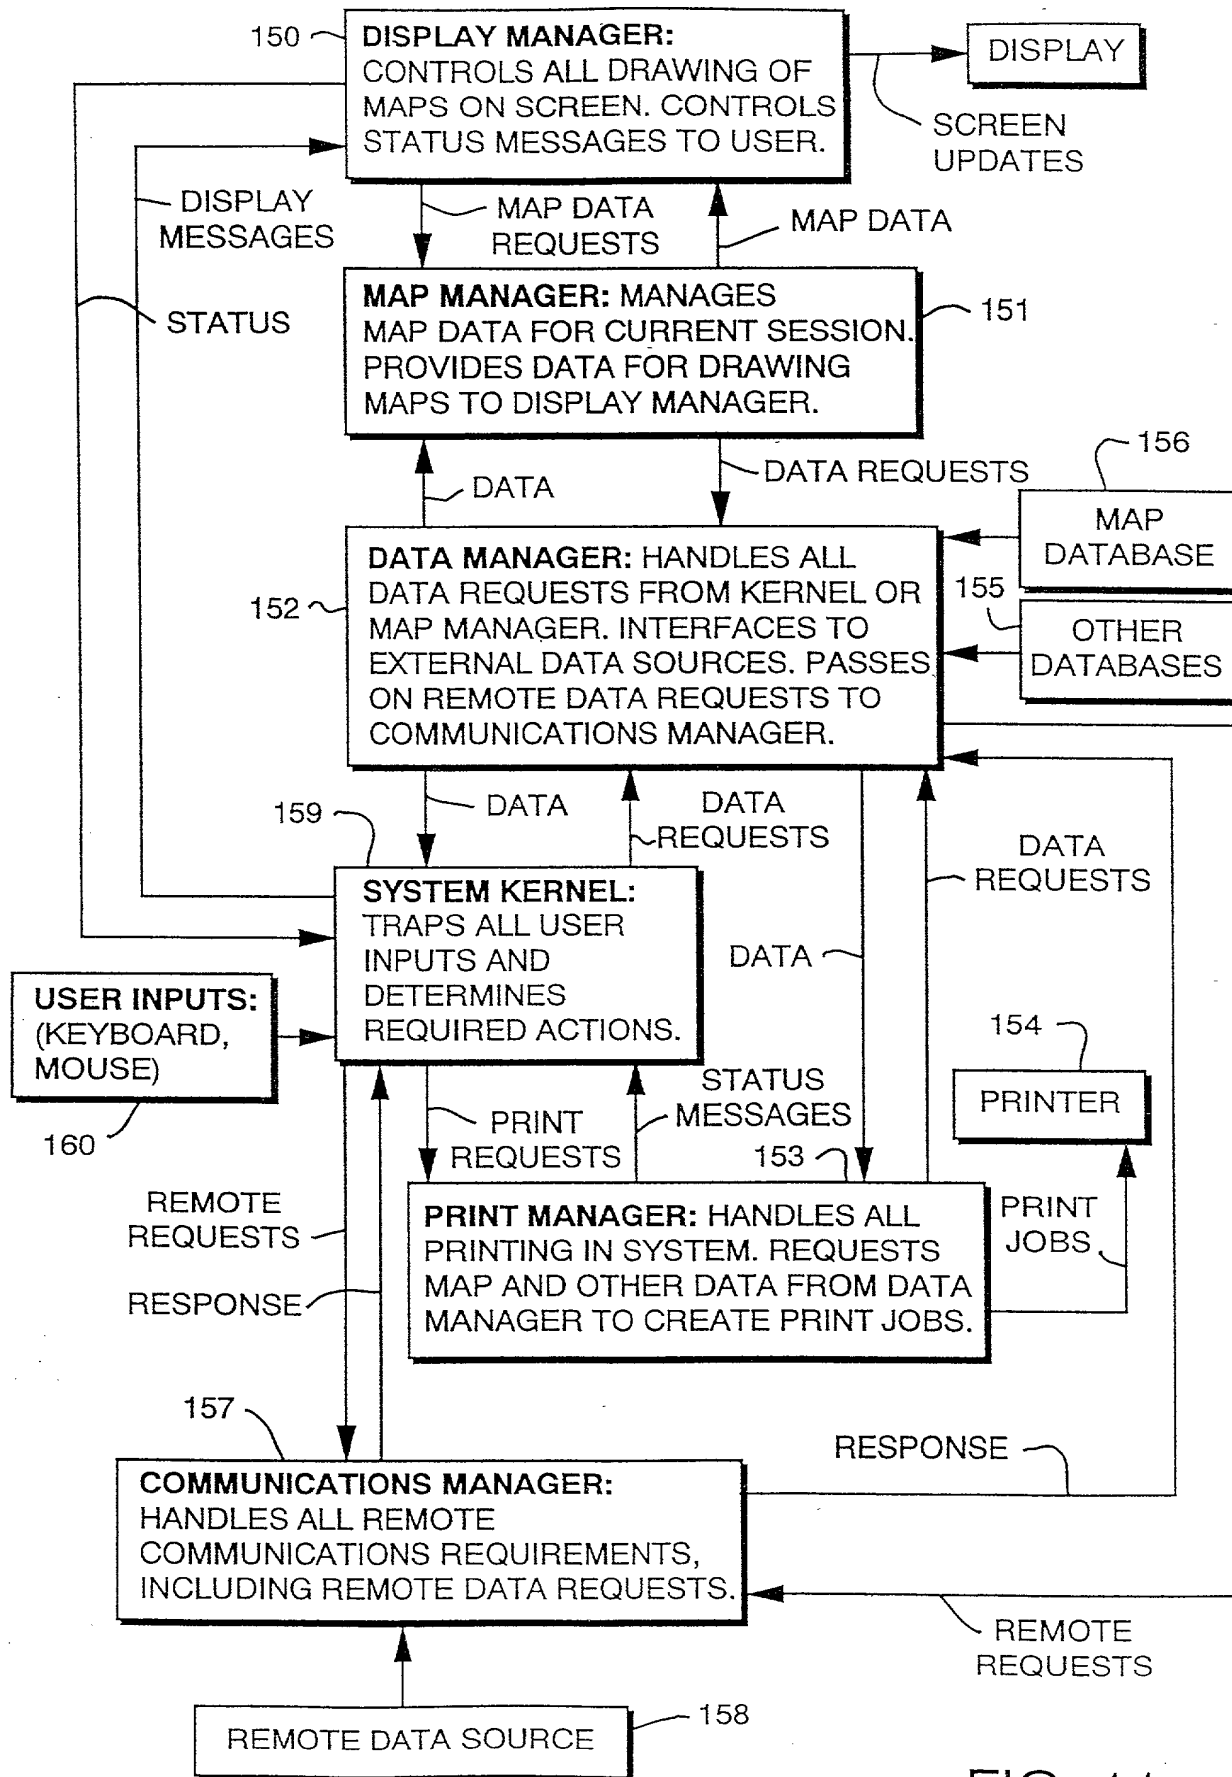 150
DISPLAY MANAGER:
CONTROLS ALL DRAWING OF
MAPS ON SCREEN. CONTROLS
STATUS MESSAGES TO USER.
DISPLAY
SCREEN
UPDATES
DISPLAY
MESSAGES
MAP DATA
REQUESTS
MAP DATA
STATUS
MAP MANAGER: MANAGES
MAP DATA FOR CURRENT SESSION.
PROVIDES DATA FOR DRAWING
MAPS TO DISPLAY MANAGER.
151
DATA
DATA REQUESTS
156
MAP
DATABASE
152
DATA MANAGER: HANDLES ALL
DATA REQUESTS FROM KERNEL OR
MAP MANAGER. INTERFACES TO
EXTERNAL DATA SOURCES. PASSES
ON REMOTE DATA REQUESTS TO
COMMUNICATIONS MANAGER.
155
OTHER
DATABASES
DATA
DATA
REQUESTS
DATA
REQUESTS
159
SYSTEM KERNEL:
TRAPS ALL USER
INPUTS AND
DETERMINES
REQUIRED ACTIONS.
DATA
USER INPUTS:
(KEYBOARD,
MOUSE)
160
154
PRINTER
PRINT
REQUESTS
STATUS
MESSAGES
153
REMOTE
REQUESTS
RESPONSE
PRINT MANAGER: HANDLES ALL
PRINTING IN SYSTEM. REQUESTS
MAP AND OTHER DATA FROM DATA
MANAGER TO CREATE PRINT JOBS.
PRINT
JOBS
157
RESPONSE
COMMUNICATIONS MANAGER:
HANDLES ALL REMOTE
COMMUNICATIONS REQUIREMENTS,
INCLUDING REMOTE DATA REQUESTS.
REMOTE
REQUESTS
REMOTE DATA SOURCE
158